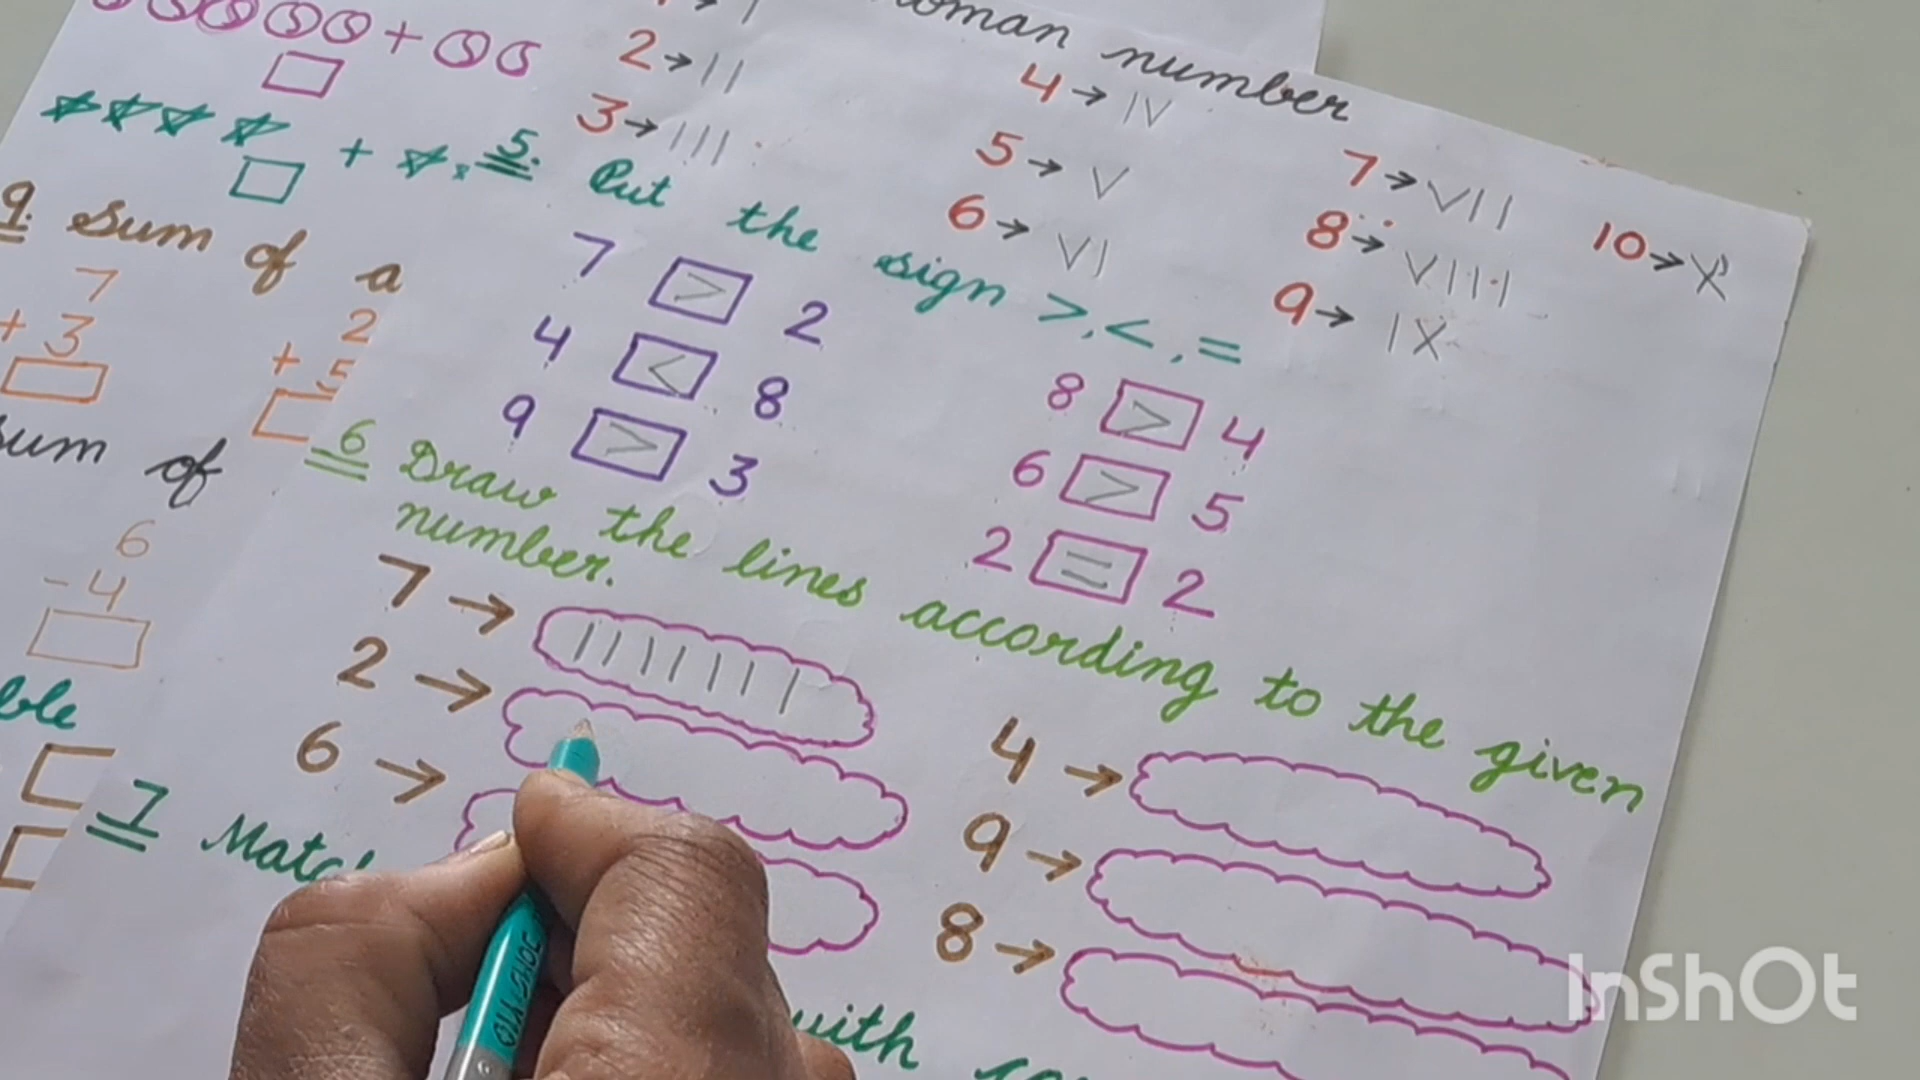 Roman number
2 → II
3 → III
4 → IV
5 → V
6 → VI
7 → VII
8 → VIII
9 → IX
10 → X
+
+
5. Put the sign >, <, =
7 > 2
4 < 8
9 > 3
8 > 4
6 > 5
2 = 2
9. Sum of a
7
+ 3
2
+ 5
sum of
6
- 4
6 Draw the lines according to the given
number.
7 → | | | | | | |
2 →
6 →
4 →
9 →
8 →
7 Match
with
InShOt